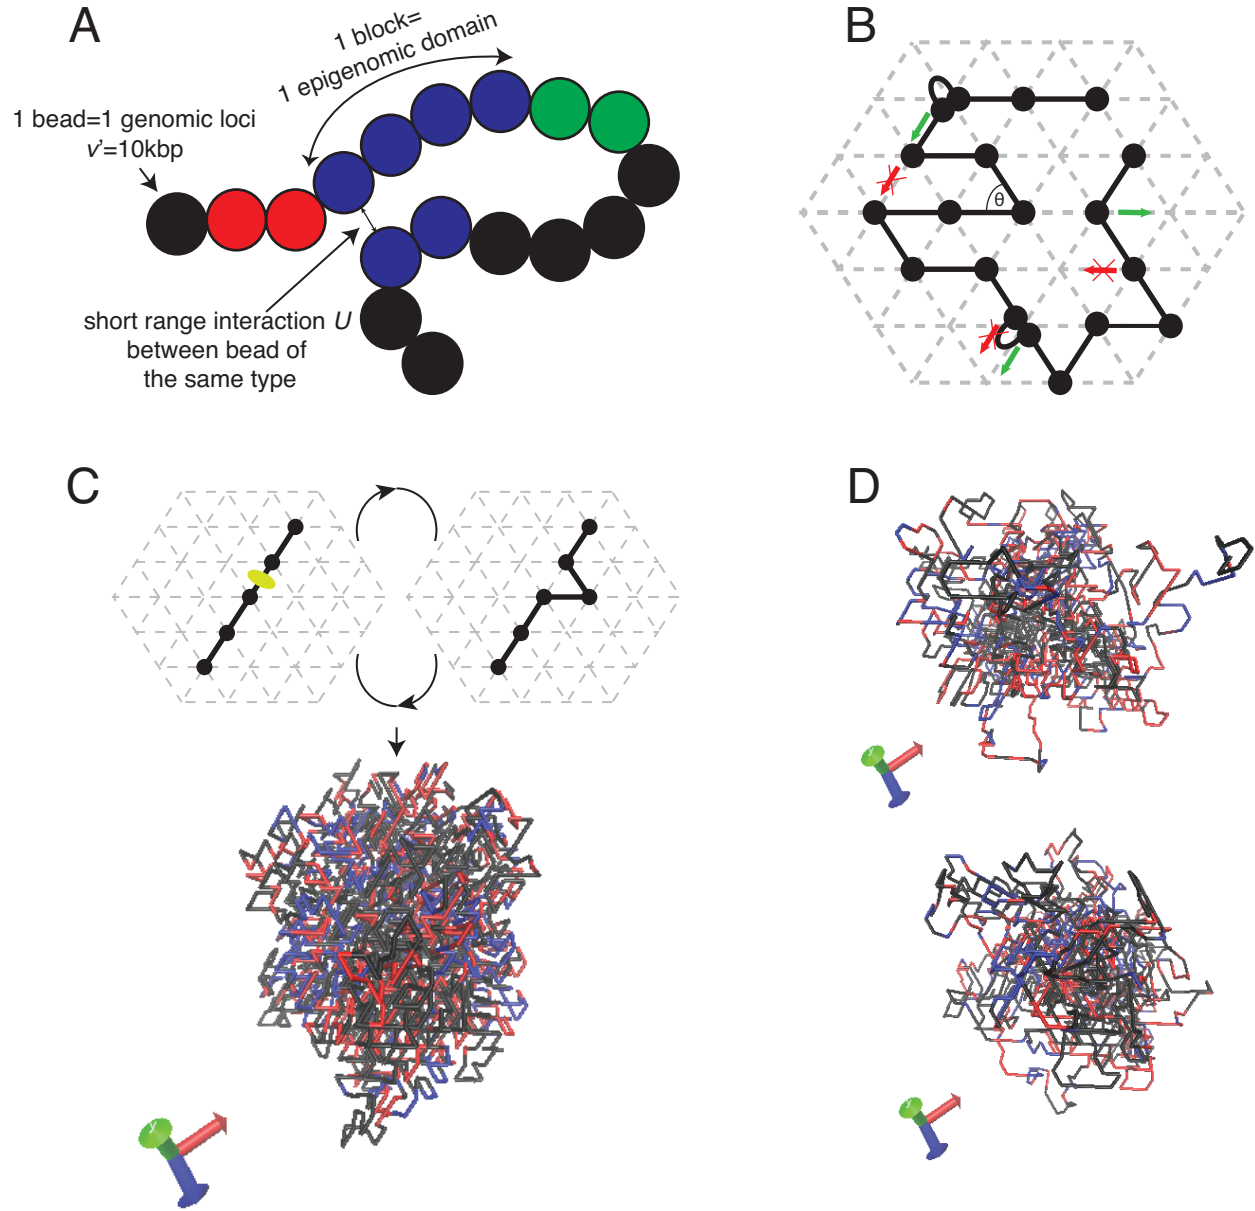 A
1 block=
1 epigenomic domain
1 bead=1 genomic loci
v'=10kbp
short range interaction U
between bead of
the same type
B
θ
C
D